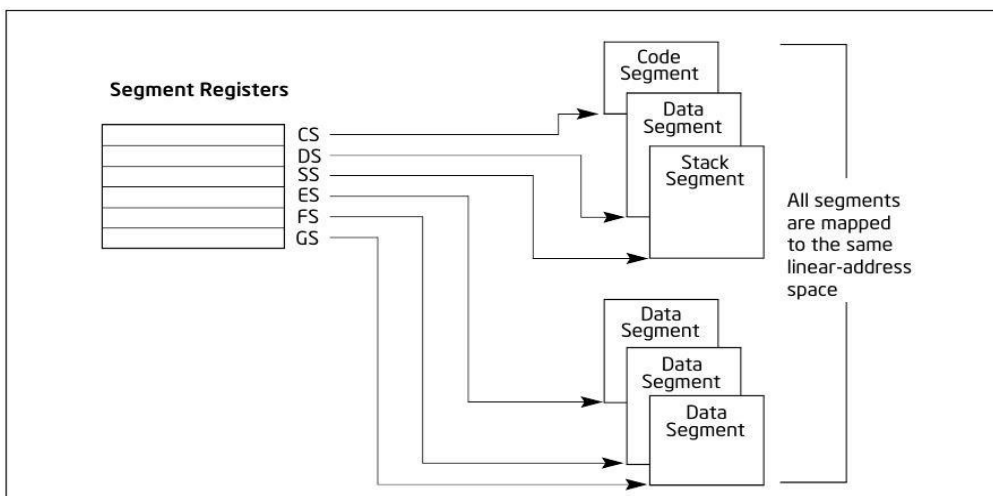 Segment Registers
CS
DS
SS
ES
FS
GS
Code
Segment
Data
Segment
Stack
Segment
Data
Segment
Data
Segment
Data
Segment
All segments
are mapped
to the same
linear-address
space